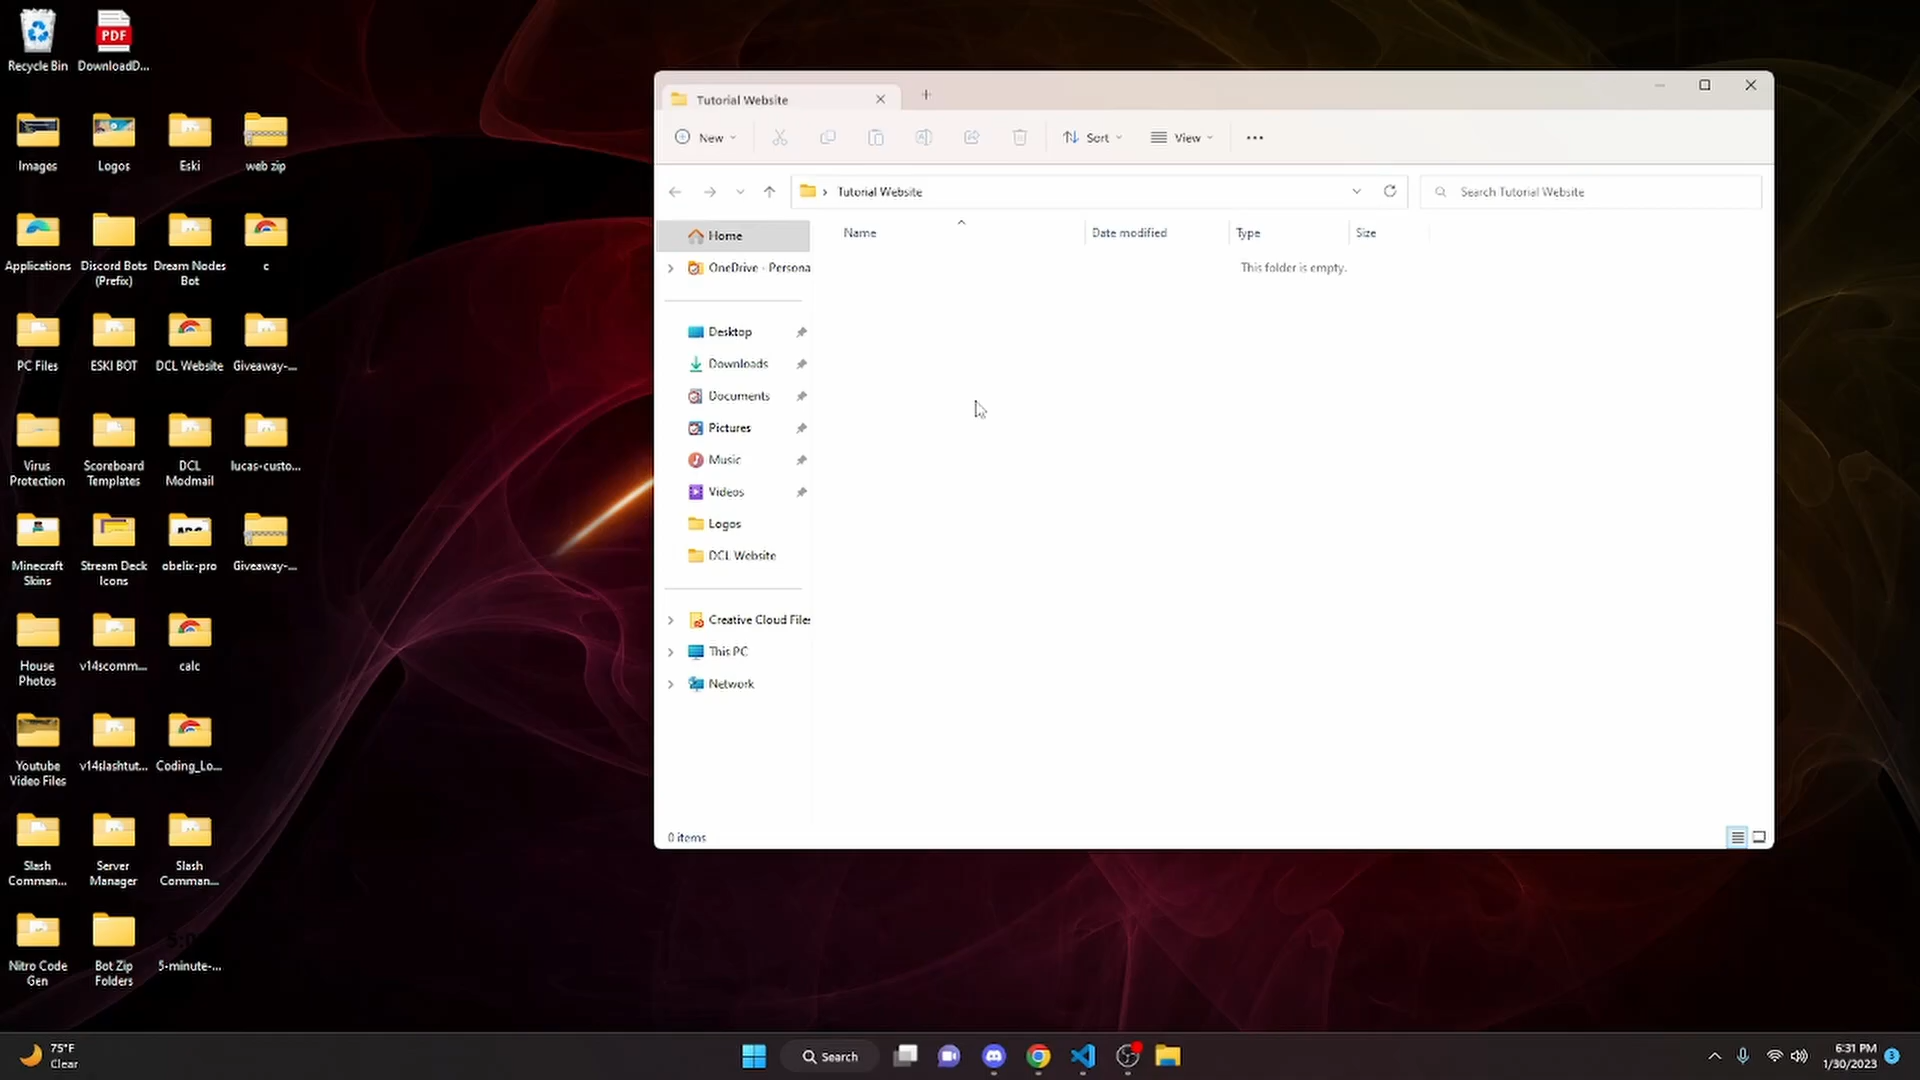 Recycle Bin
DownloadD...
PDF
Images
Logos
Eski
web zip
Applications
Discord Bots
(Prefix)
Dream Nodes
Bot
c
PC Files
ESKI BOT
DCL Website
Giveaway-...
Virus
Protection
Scoreboard
Templates
DCL
Modmail
lucas-custo...
Minecraft
Skins
Stream Deck
Icons
obelix-pro
Giveaway-...
House
Photos
v14scomm...
calc
Youtube
Video Files
v14slashtut...
Coding_Lo...
Slash
Comman...
Server
Manager
Slash
Comman...
Nitro Code
Gen
Bot Zip
Folders
5-minute-...
Tutorial Website
New
Sort
View
Tutorial Website
Search Tutorial Website
Name
Date modified
Type
Size
This folder is empty.
Home
OneDrive - Persona
Desktop
Downloads
Documents
Pictures
Music
Videos
Logos
DCL Website
Creative Cloud Files
This PC
Network
0 items
75°F
Clear
Search
6:31 PM
1/30/2023
3